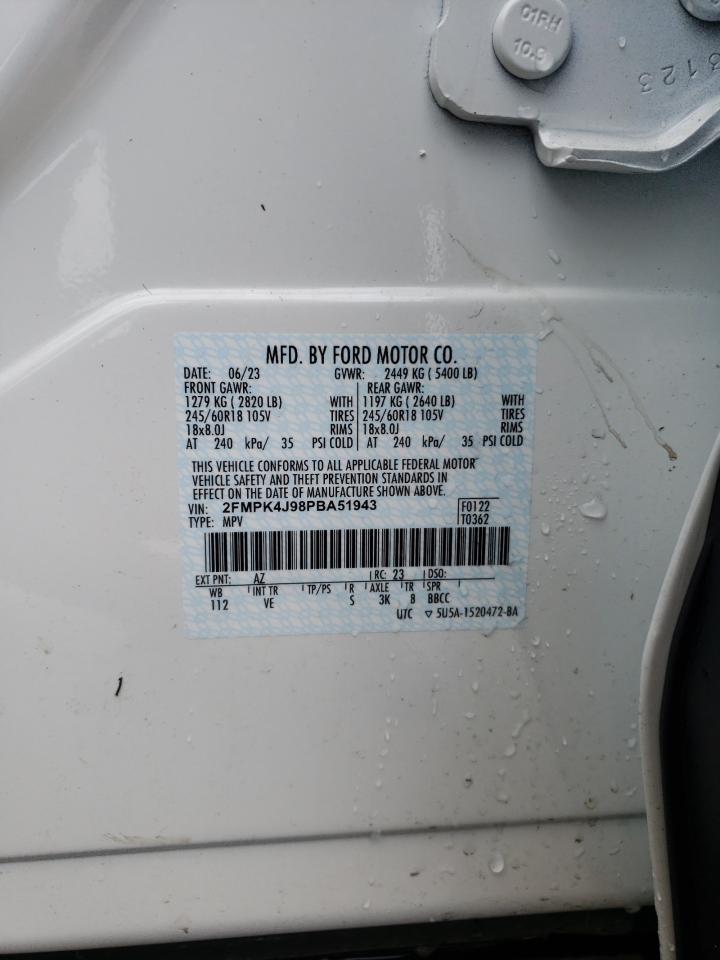 01RH
10.9
3123
MFD. BY FORD MOTOR CO.
DATE: 06/23 GVWR: 2449 KG ( 5400 LB)
FRONT GAWR: REAR GAWR:
1279 KG ( 2820 LB) WITH 1197 KG ( 2640 LB) WITH
245/60R18 105V TIRES 245/60R18 105V TIRES
18x8.0J RIMS 18x8.0J RIMS
AT 240 kPa/ 35 PSI COLD AT 240 kPa/ 35 PSI COLD
THIS VEHICLE CONFORMS TO ALL APPLICABLE FEDERAL MOTOR
VEHICLE SAFETY AND THEFT PREVENTION STANDARDS IN
EFFECT ON THE DATE OF MANUFACTURE SHOWN ABOVE.
VIN: 2FMPK4J98PBA51943 F0122
TYPE: MPV T0362
EXT PNT: AZ RC: 23 DSO:
WB INT TR TP/PS R AXLE TR SPR
112 VE S 3K 8 BBCC
UTC ▽ 5U5A-1520472-BA